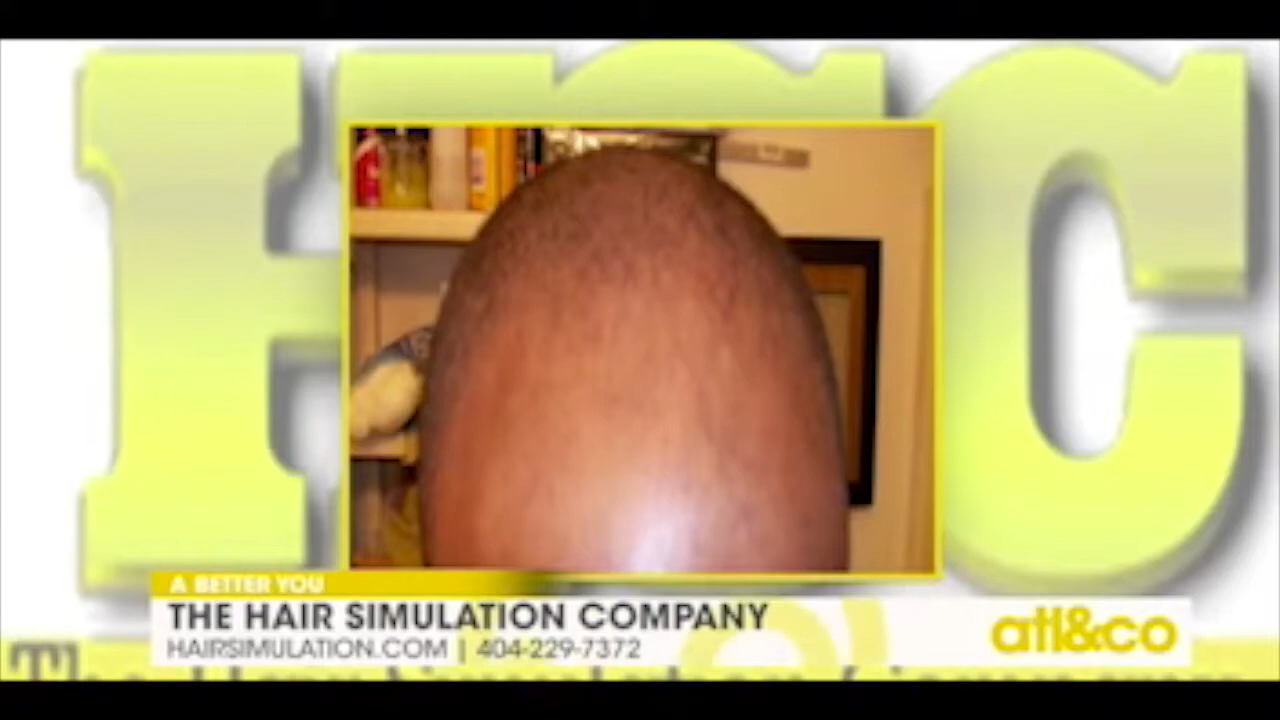 A BETTER YOU
THE HAIR SIMULATION COMPANY
HAIRSIMULATION.COM | 404-229-7372
atl&co